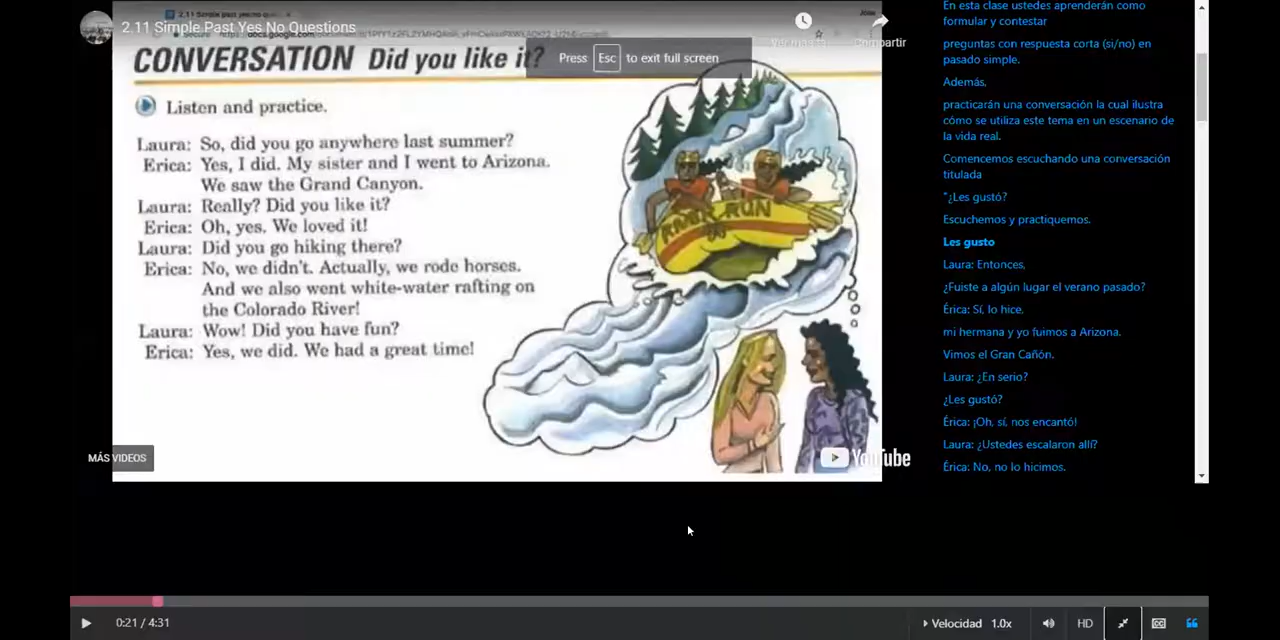 2.11 Simple Past Yes No Questions
Compartir
CONVERSATION Did you like it?
Press Esc to exit full screen
Listen and practice.
Laura: So, did you go anywhere last summer?
Erica: Yes, I did. My sister and I went to Arizona.
We saw the Grand Canyon.
Laura: Really? Did you like it?
Erica: Oh, yes. We loved it!
Laura: Did you go hiking there?
Erica: No, we didn't. Actually, we rode horses.
And we also went white-water rafting on
the Colorado River!
Laura: Wow! Did you have fun?
Erica: Yes, we did. We had a great time!
RIVER RUN
MÁS VIDEOS
YouTube
En esta clase ustedes aprenderán como
formular y contestar
preguntas con respuesta corta (si/no) en
pasado simple.
Además,
practicarán una conversación la cual ilustra
cómo se utiliza este tema en un escenario de
la vida real.
Comencemos escuchando una conversación
titulada
"¿Les gustó?
Escuchemos y practiquemos.
Les gusto
Laura: Entonces,
¿Fuiste a algún lugar el verano pasado?
Érica: Sí, lo hice.
mi hermana y yo fuimos a Arizona.
Vimos el Gran Cañón.
Laura: ¿En serio?
¿Les gustó?
Érica: ¡Oh, sí, nos encantó!
Laura: ¿Ustedes escalaron allí?
Érica: No, no lo hicimos.
0:21 / 4:31
Velocidad 1.0x
HD